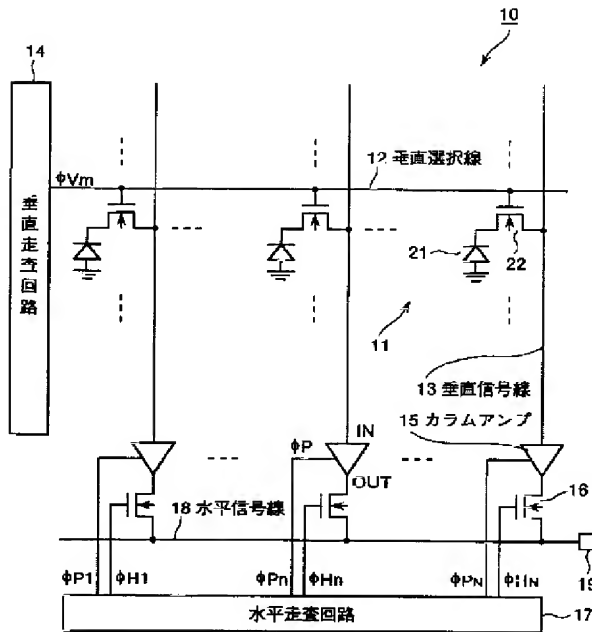 10
14
12 垂直選択線
φVm
垂直走査回路
21
22
11
13 垂直信号線
15 カラムアンプ
IN
φP
OUT
16
18 水平信号線
19
φP1
φH1
φPn
φHn
φPN
φHN
水平走査回路
17